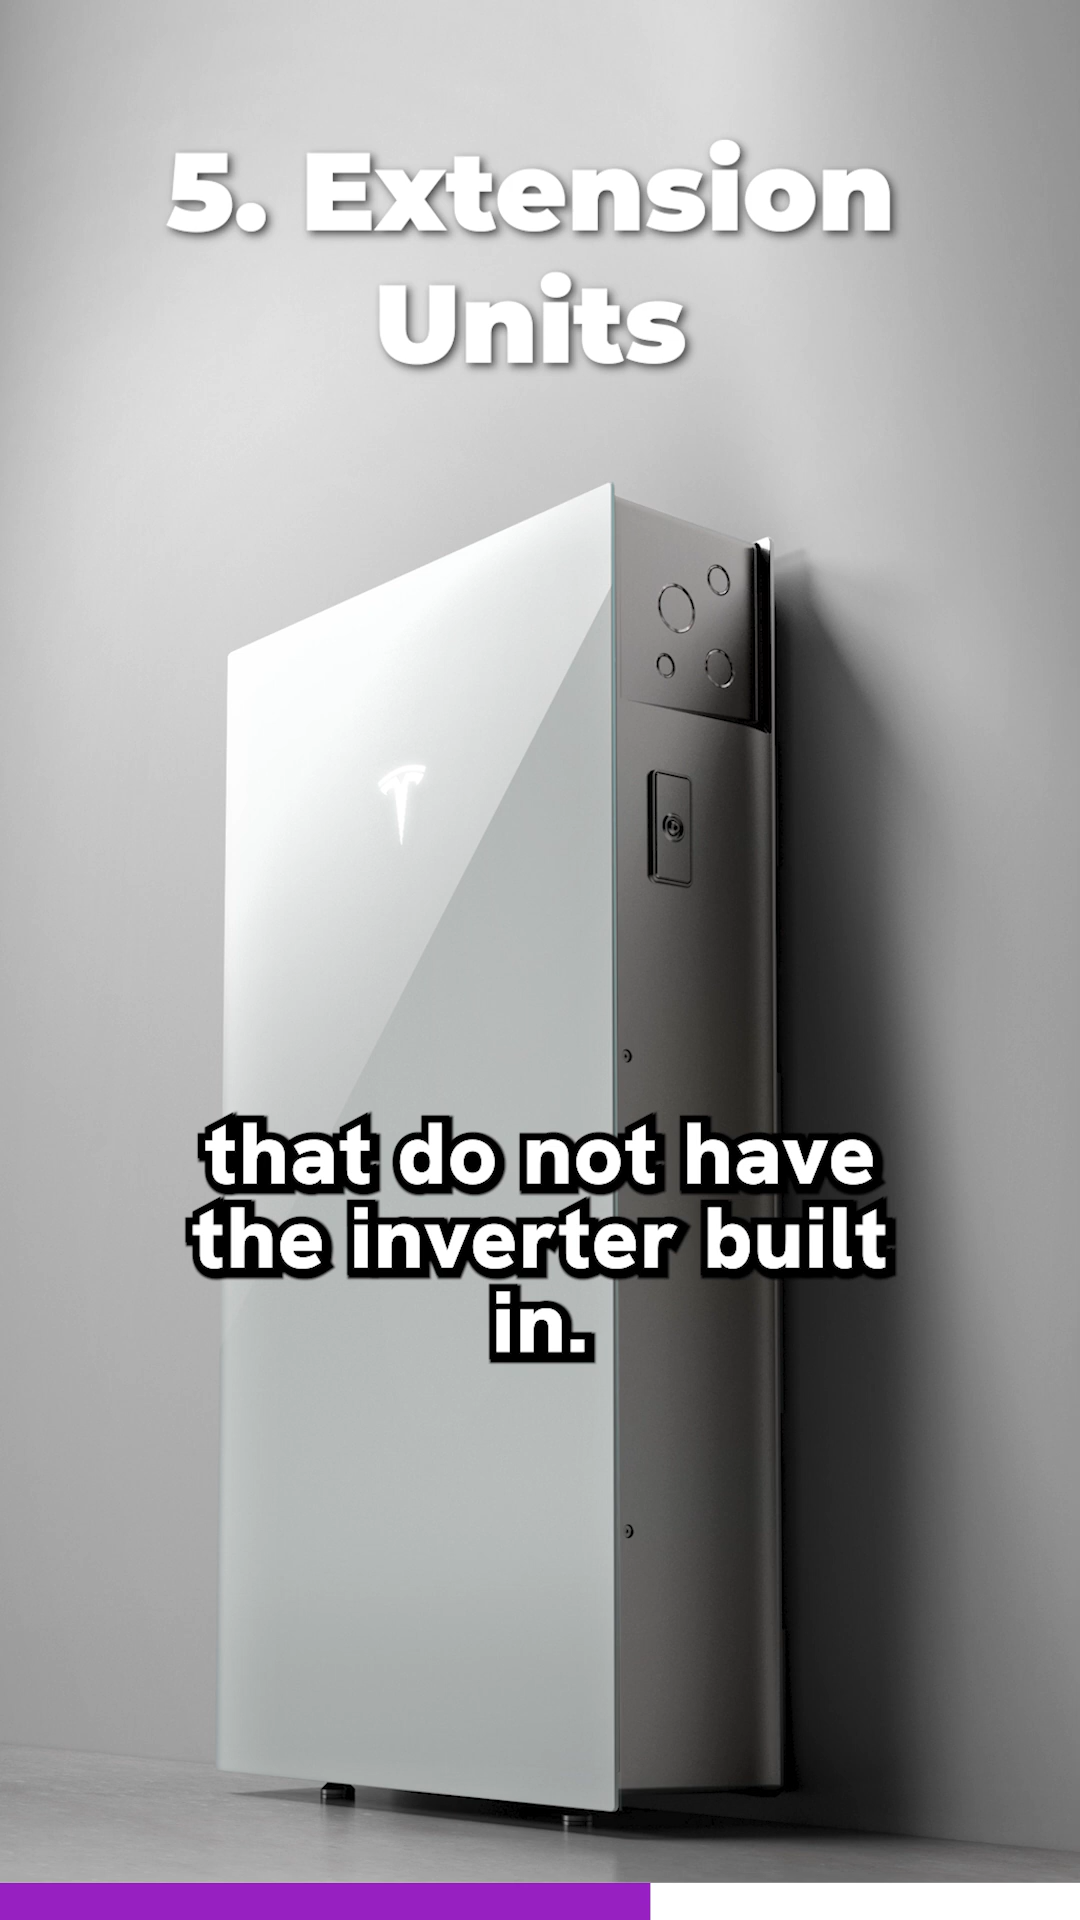 5. Extension
Units
that do not have
the inverter built
in.